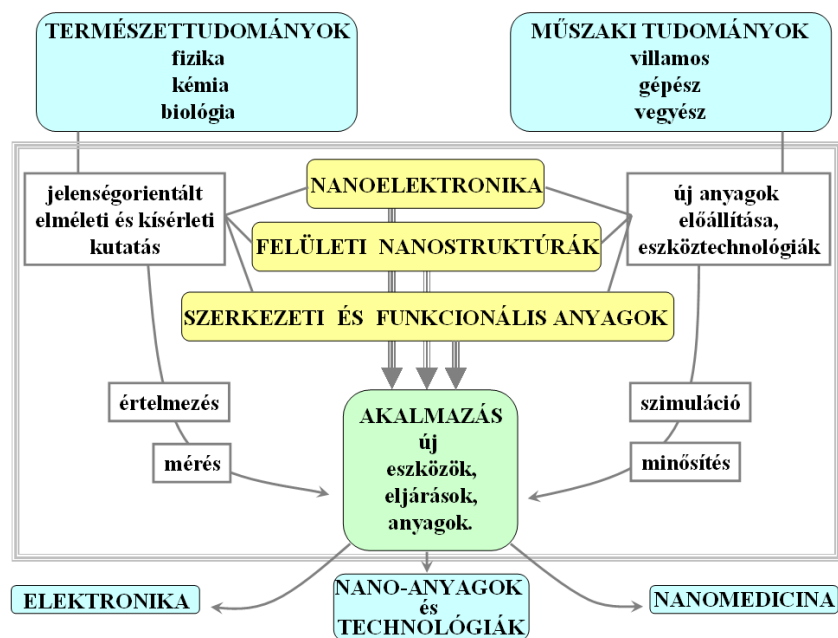 TERMÉSZETTUDOMÁNYOK
fizika
kémia
biológia
MŰSZAKI TUDOMÁNYOK
villamos
gépész
vegyész
jelenségorientált
elméleti és kísérleti
kutatás
NANOELEKTRONIKA
FELÜLETI NANOSTRUKTÚRÁK
SZERKEZETI ÉS FUNKCIONÁLIS ANYAGOK
új anyagok
előállítása,
eszköztechnológiák
értelmezés
mérés
AKALMAZÁS
új
eszközök,
eljárások,
anyagok.
szimuláció
minősítés
ELEKTRONIKA
NANO-ANYAGOK
és
TECHNOLÓGIÁK
NANOMEDICINA